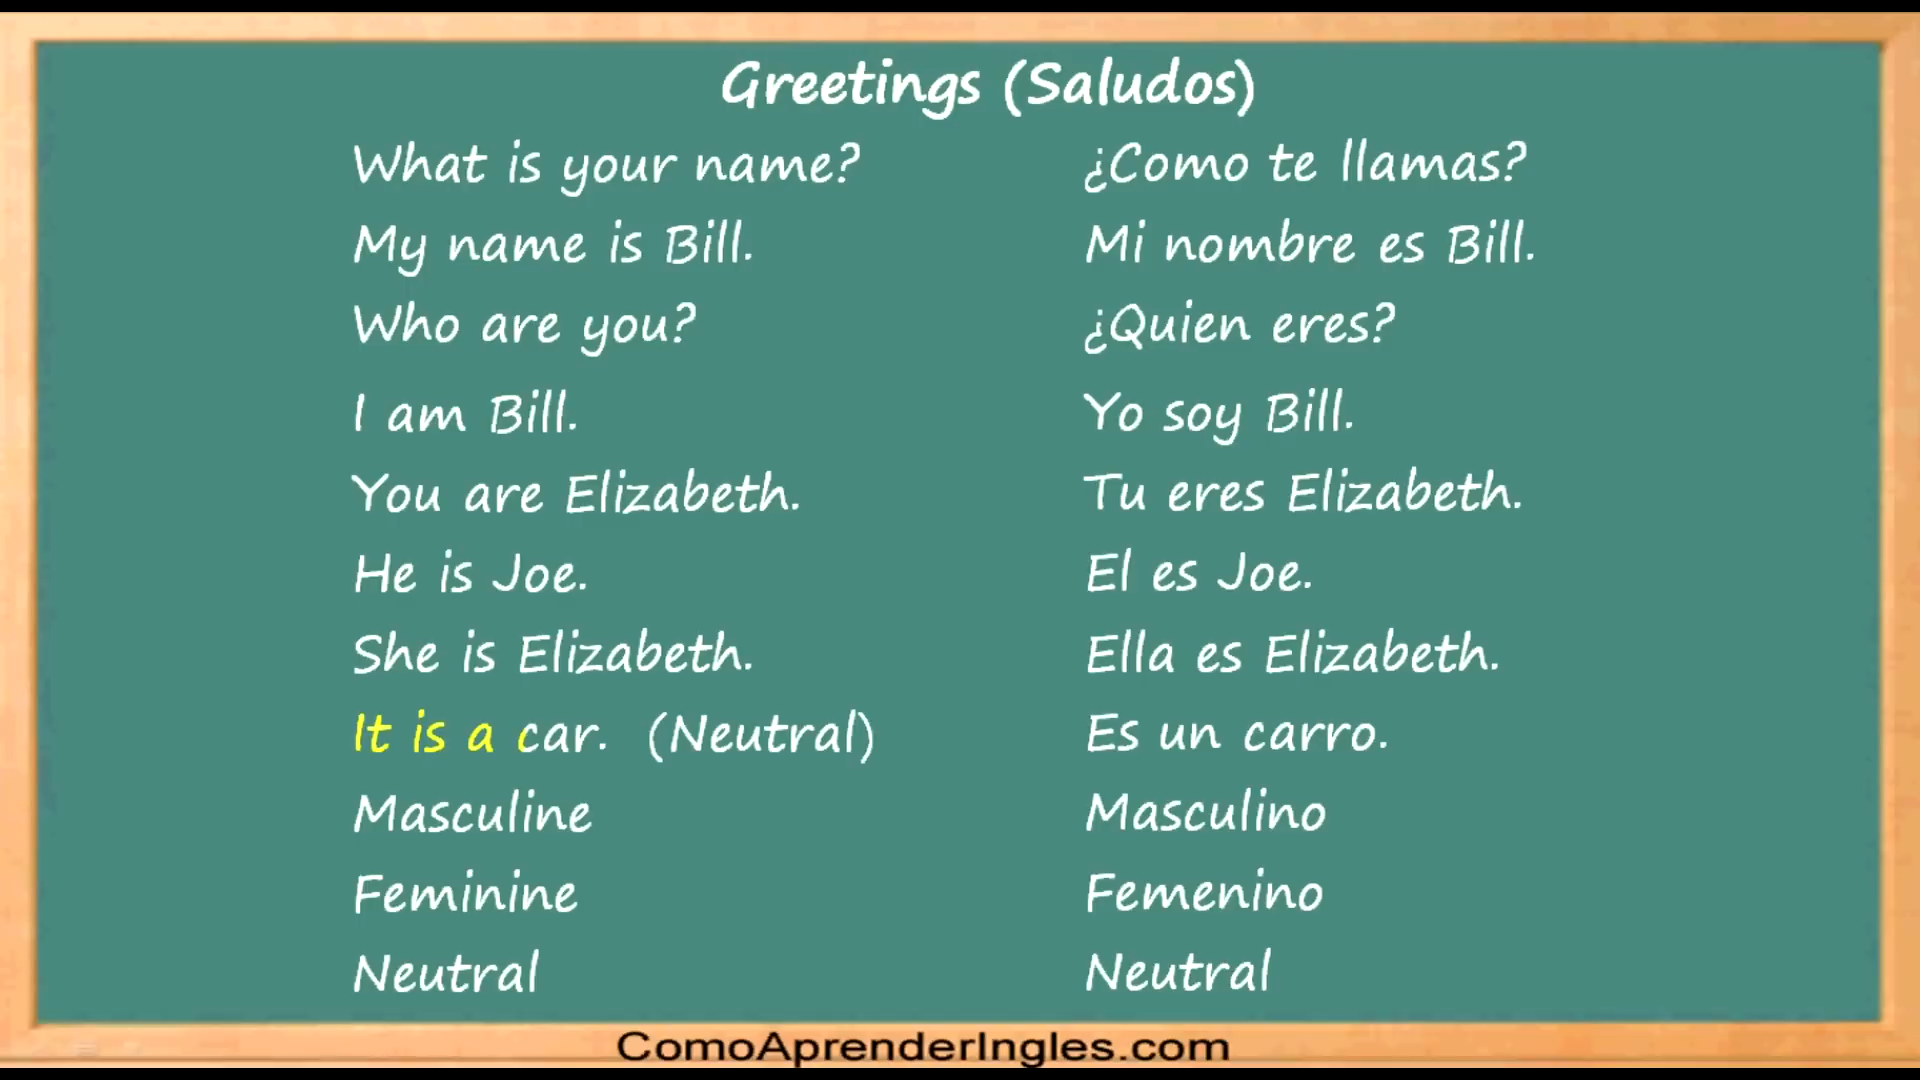 Greetings (Saludos)
What is your name? ¿Como te llamas?
My name is Bill. Mi nombre es Bill.
Who are you? ¿Quien eres?
I am Bill. Yo soy Bill.
You are Elizabeth. Tu eres Elizabeth.
He is Joe. El es Joe.
She is Elizabeth. Ella es Elizabeth.
It is a car. (Neutral) Es un carro.
Masculine Masculino
Feminine Femenino
Neutral Neutral
ComoAprenderIngles.com